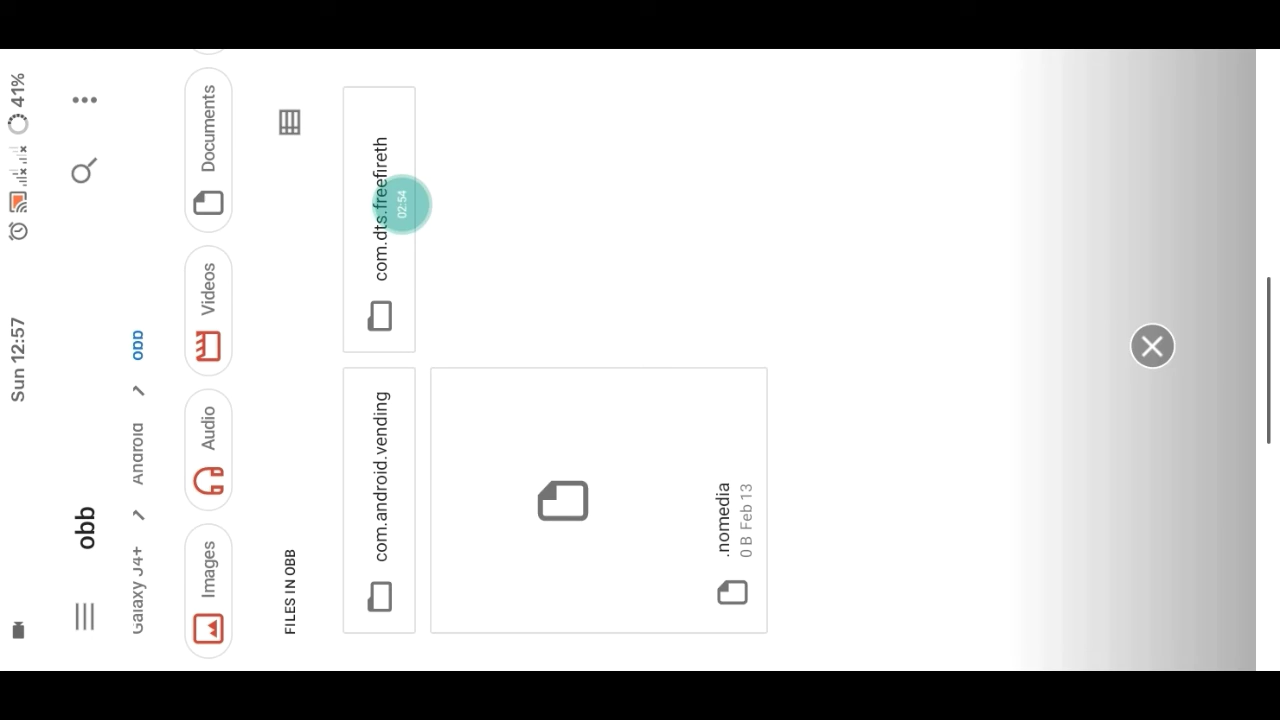 Sun 12:57
41%
obb
Galaxy J4+
Android
OBB
Images
Audio
Videos
Documents
FILES IN OBB
com.android.vending
com.dts.freefireth
02:54
.nomedia
0 B Feb 13